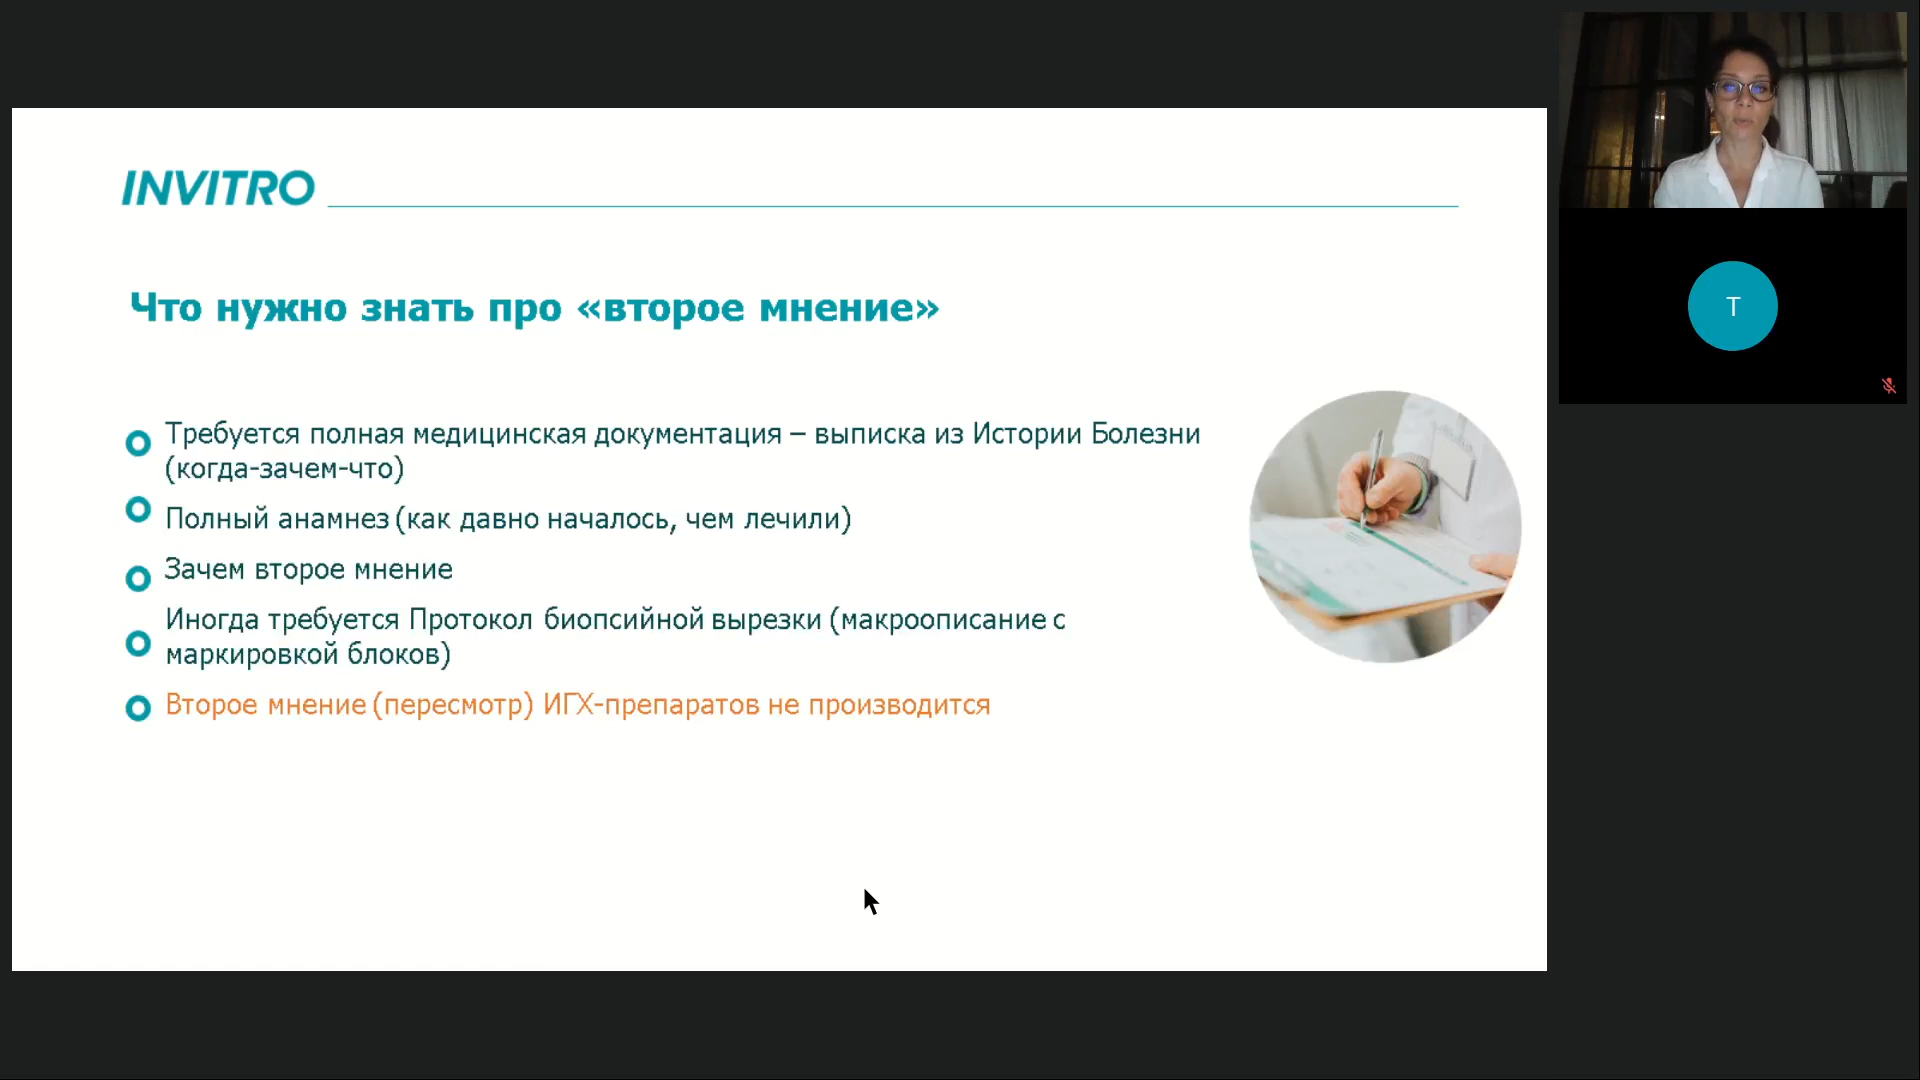 INVITRO
Что нужно знать про «второе мнение»
Требуется полная медицинская документация – выписка из Истории Болезни
(когда-зачем-что)
Полный анамнез (как давно началось, чем лечили)
Зачем второе мнение
Иногда требуется Протокол биопсийной вырезки (макроописание с
маркировкой блоков)
Второе мнение (пересмотр) ИГХ-препаратов не производится
T